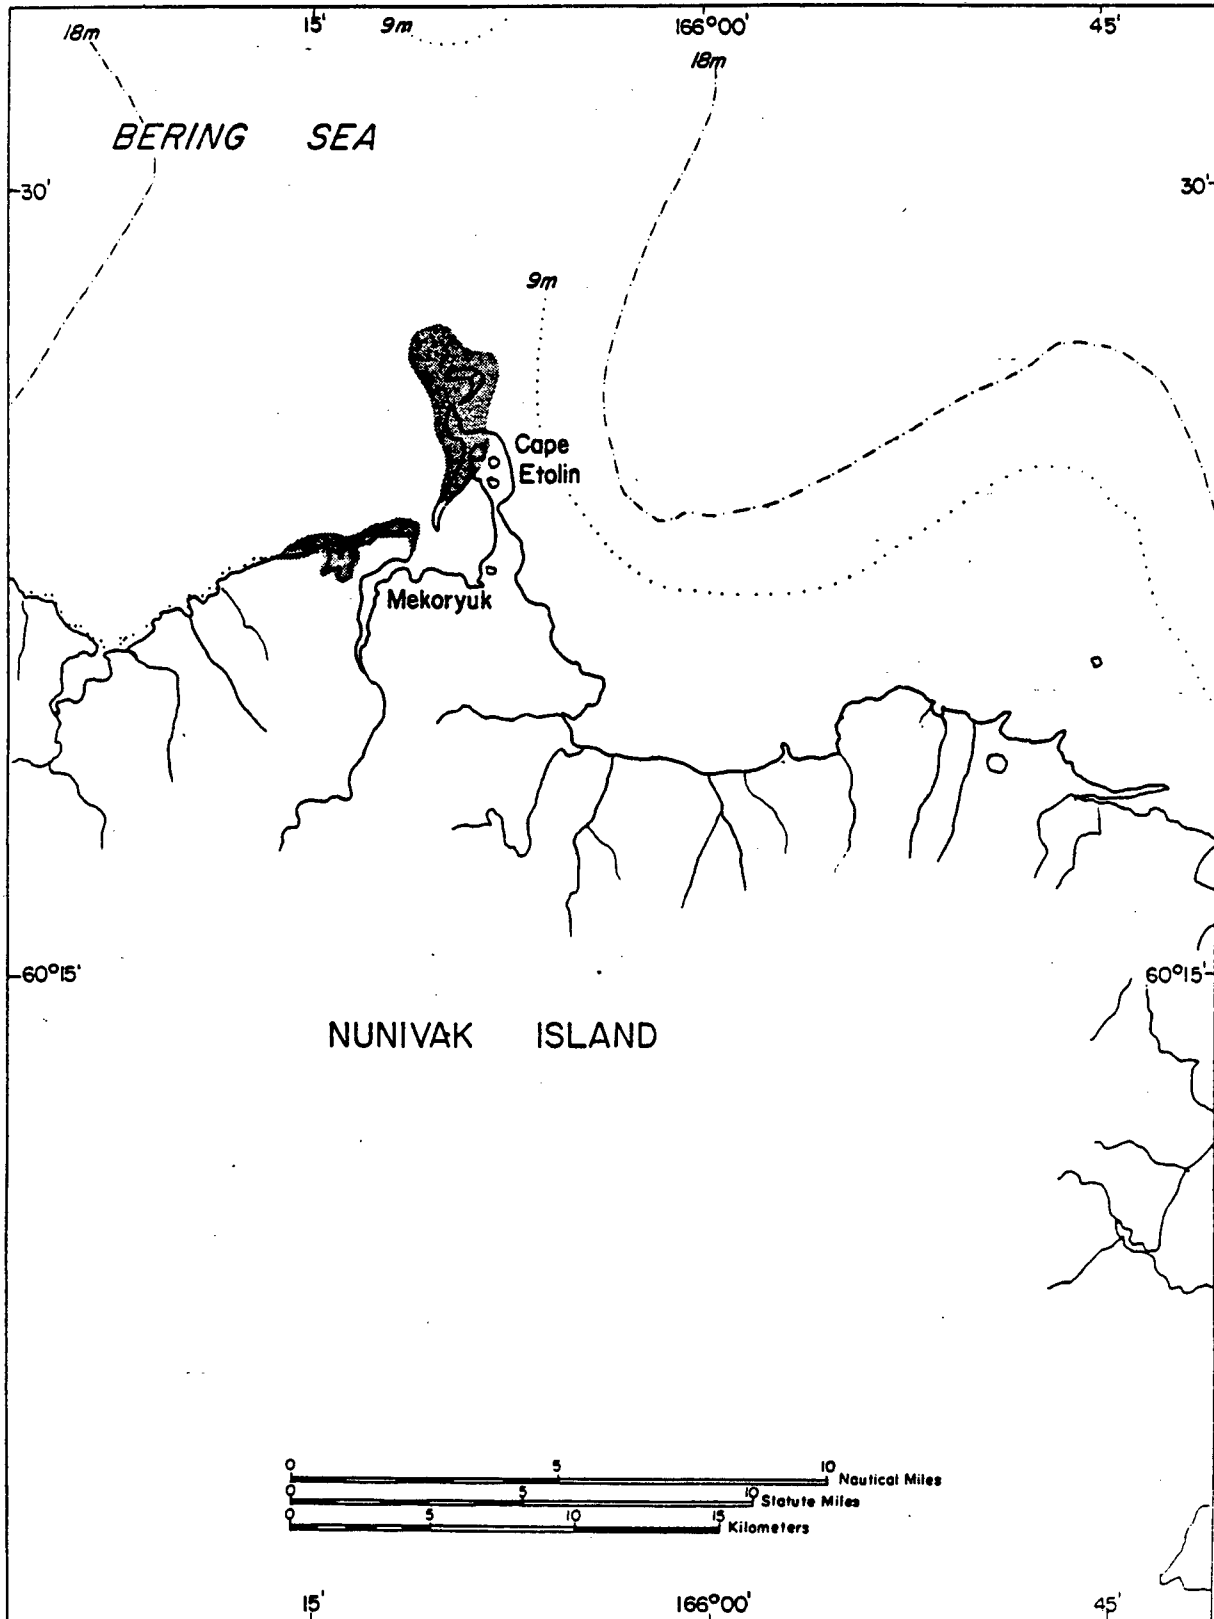 15'
9m
166°00'
45'
18m
18m
BERING SEA
30'
30'
9m
Cape
Etolin
Mekoryuk
60°15'
60°15'
NUNIVAK ISLAND
0 5 10 Nautical Miles
0 5 10 Statute Miles
0 5 10 15 Kilometers
15'
166°00'
45'